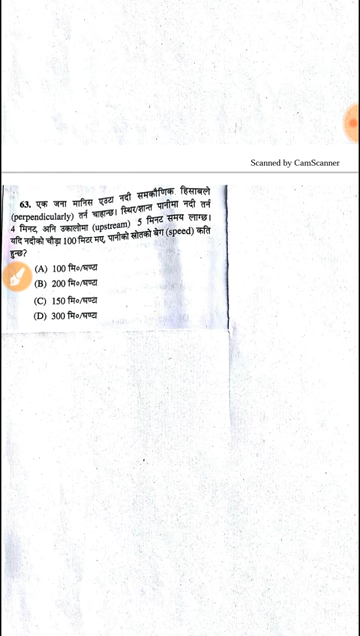 Scanned by CamScanner
63. एक जना मानिस एउटा नदी समकौणिक हिसाबले
(perpendicularly) तर्न चाहान्छ। स्थिर/शान्त पानीमा नदी तर्न
4 मिनट, अनि उकालोमा (upstream) 5 मिनट समय लाग्छ।
यदि नदीको चौड़ा 100 मिटर भए, पानीको स्रोतको बेग (speed) कति
हुन्छ?
(A) 100 मि०/घण्टा
(B) 200 मि०/घण्टा
(C) 150 मि०/घण्टा
(D) 300 मि०/घण्टा